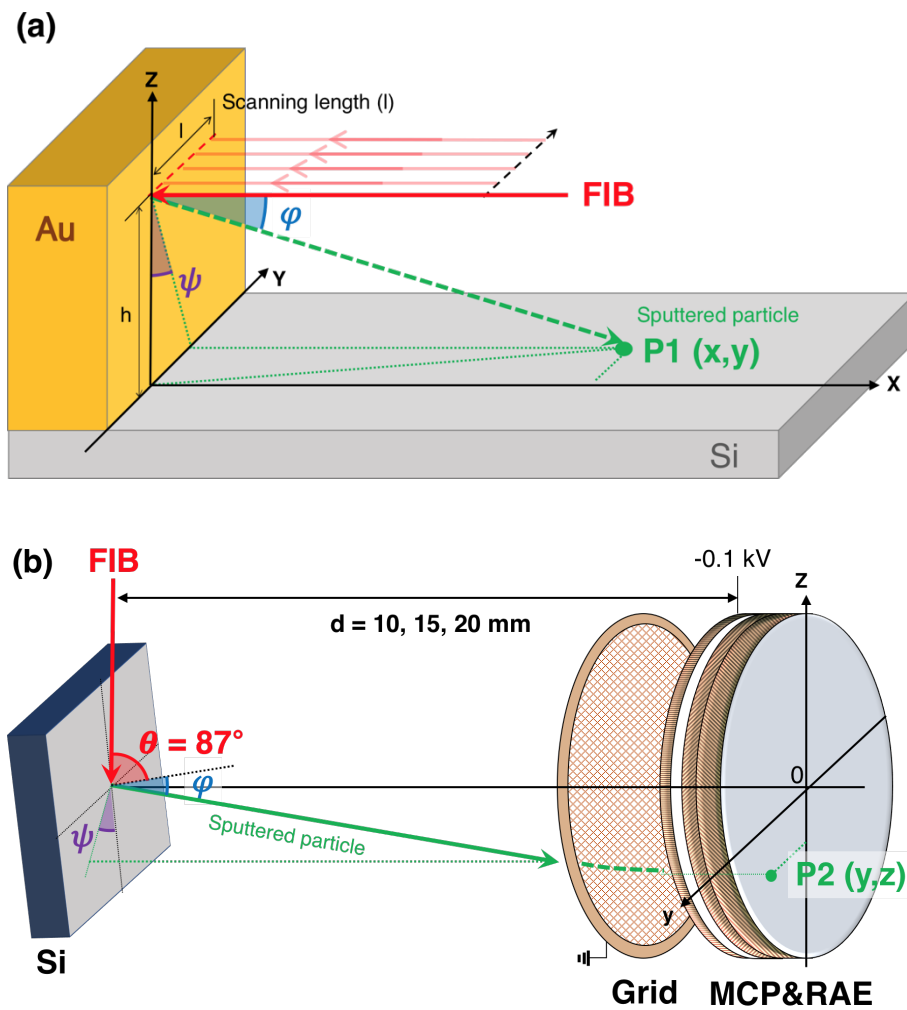 (a)
Z
Scanning length (l)
l
FIB
Au
φ
ψ
Y
h
Sputtered particle
P1 (x,y)
X
Si
(b)
FIB
-0.1 kV
z
d = 10, 15, 20 mm
θ = 87°
φ
0
ψ
Sputtered particle
P2 (y,z)
y
Si
Grid
MCP&RAE